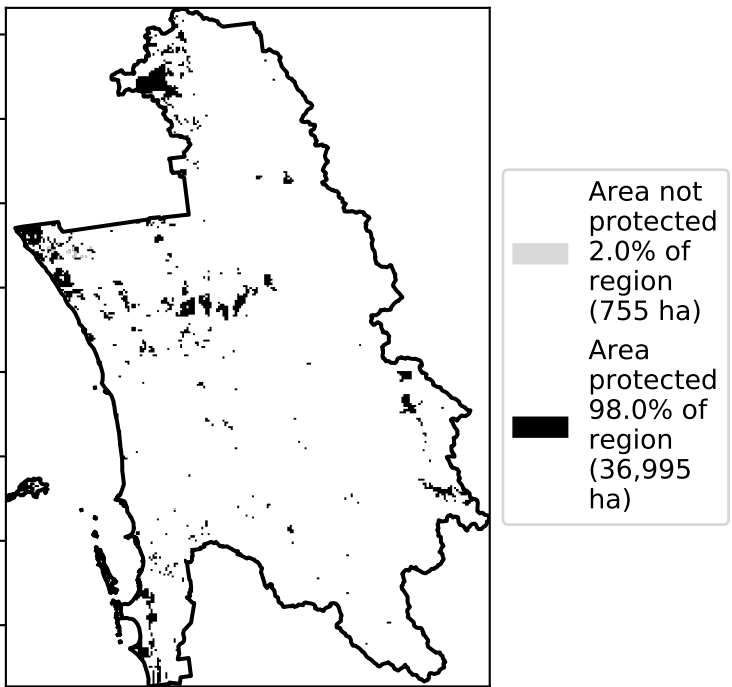 Area not
protected
2.0% of
region
(755 ha)
Area
protected
98.0% of
region
(36,995
ha)